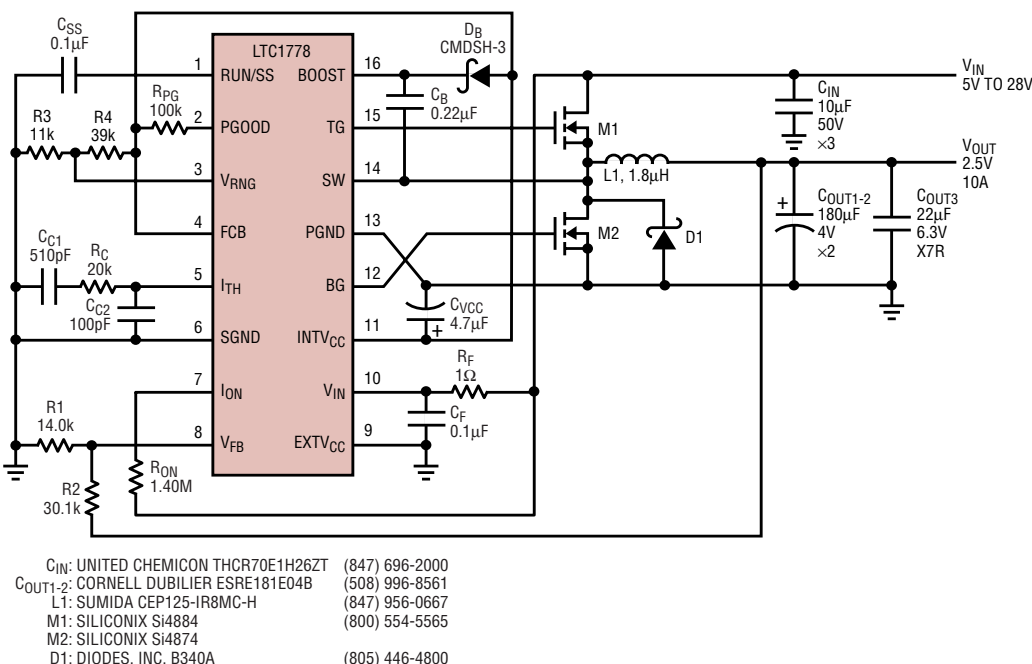 CSS
0.1µF
DB
CMDSH-3
LTC1778
1
RUN/SS
BOOST
16
VIN
5V TO 28V
RPG
100k
CB
0.22µF
CIN
10µF
50V
×3
R3
11k
R4
39k
2
PGOOD
TG
15
M1
VOUT
2.5V
10A
3
VRNG
SW
14
L1, 1.8µH
4
FCB
PGND
13
M2
D1
+
COUT1-2
180µF
4V
×2
COUT3
22µF
6.3V
X7R
CC1
510pF
RC
20k
5
ITH
BG
12
CC2
100pF
CVCC
4.7µF
+
6
SGND
INTVCC
11
RF
1Ω
7
ION
VIN
10
CF
0.1µF
R1
14.0k
8
VFB
EXTVCC
9
RON
1.40M
R2
30.1k
CIN: UNITED CHEMICON THCR70E1H26ZT (847) 696-2000
COUT1-2: CORNELL DUBILIER ESRE181E04B (508) 996-8561
L1: SUMIDA CEP125-IR8MC-H (847) 956-0667
M1: SILICONIX Si4884 (800) 554-5565
M2: SILICONIX Si4874
D1: DIODES, INC. B340A (805) 446-4800